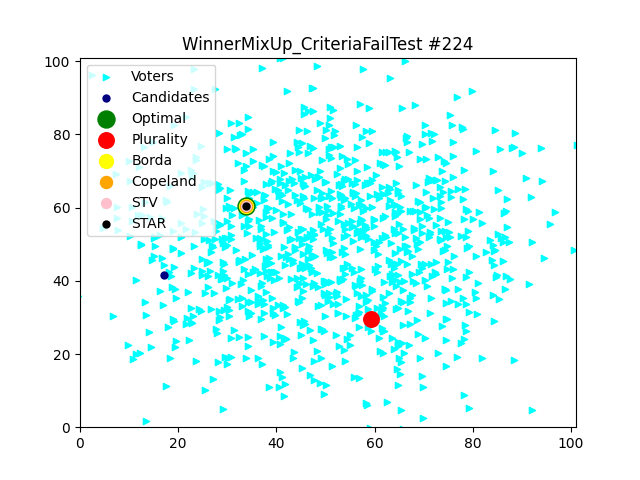 WinnerMixUp_CriteriaFailTest #224
100
80
60
40
20
0
Voters
Candidates
Optimal
Plurality
Borda
Copeland
STV
STAR
0 20 40 60 80 100